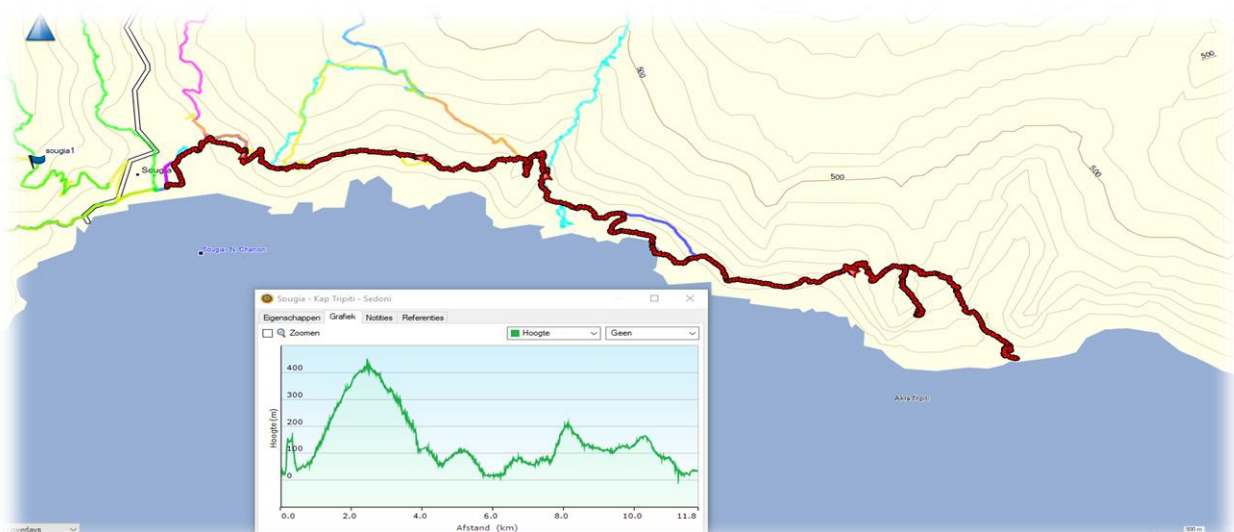 500
500
500
500
sougia1
Sougia
Sougia - N. Charion
Sougia - Kap Tripiti - Sedoni
Eigenschappen Grafiek Notities Referenties
Zoomen
Hoogte
Geen
400
300
200
100
0
Hoogte (m)
0.0 2.0 4.0 6.0 8.0 10.0 11.8
Afstand (km)
Akra Tripiti
overlays
500 m